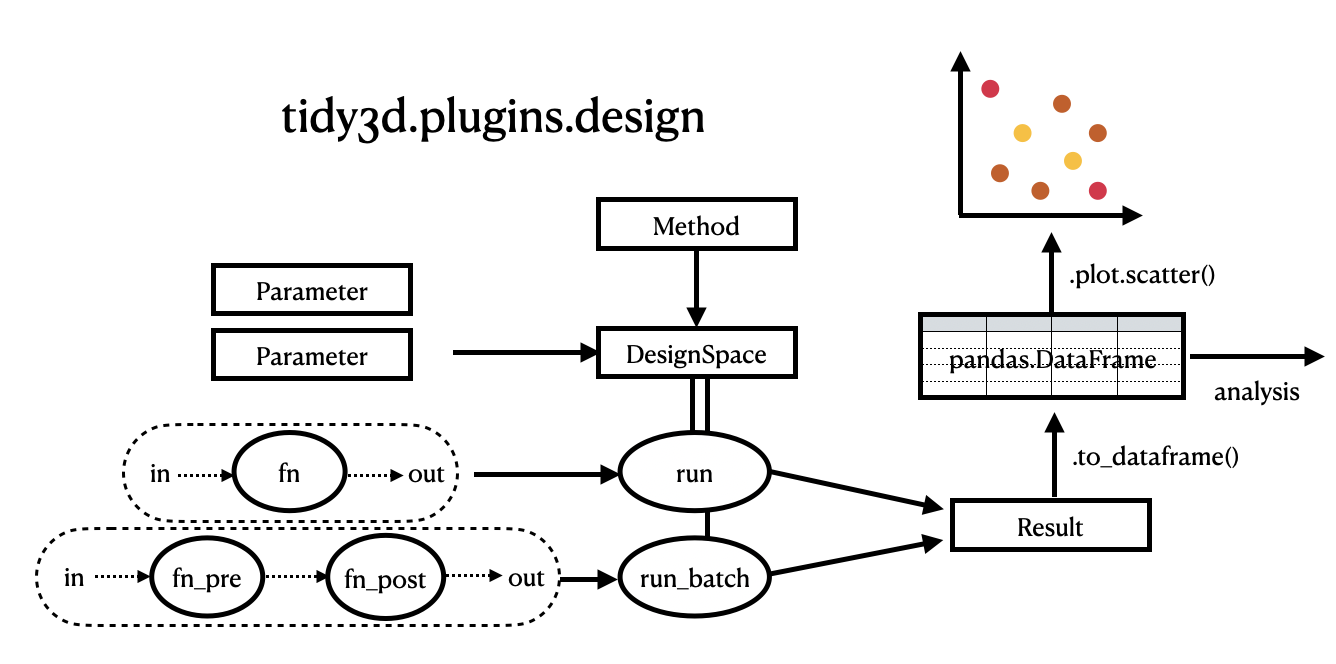 tidy3d.plugins.design
Method
Parameter
Parameter
DesignSpace
in
fn
out
run
in
fn_pre
fn_post
out
run_batch
.plot.scatter()
pandas.DataFrame
analysis
.to_dataframe()
Result